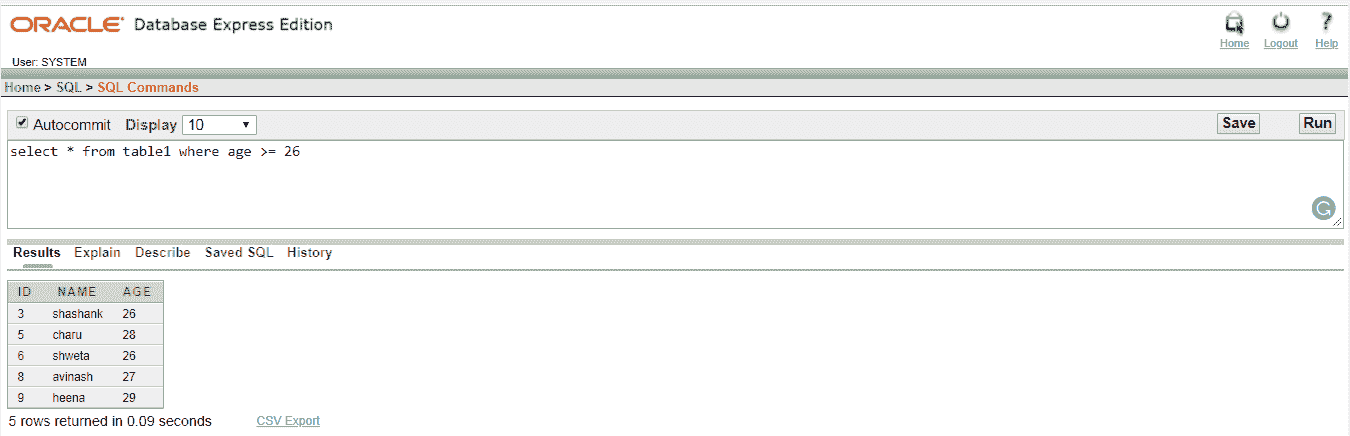 ORACLE Database Express Edition
Home Logout Help
User: SYSTEM
Home > SQL > SQL Commands
Autocommit Display 10 Save Run
select * from table1 where age >= 26
Results Explain Describe Saved SQL History
ID NAME AGE
3 shashank 26
5 charu 28
6 shweta 26
8 avinash 27
9 heena 29
5 rows returned in 0.09 seconds CSV Export